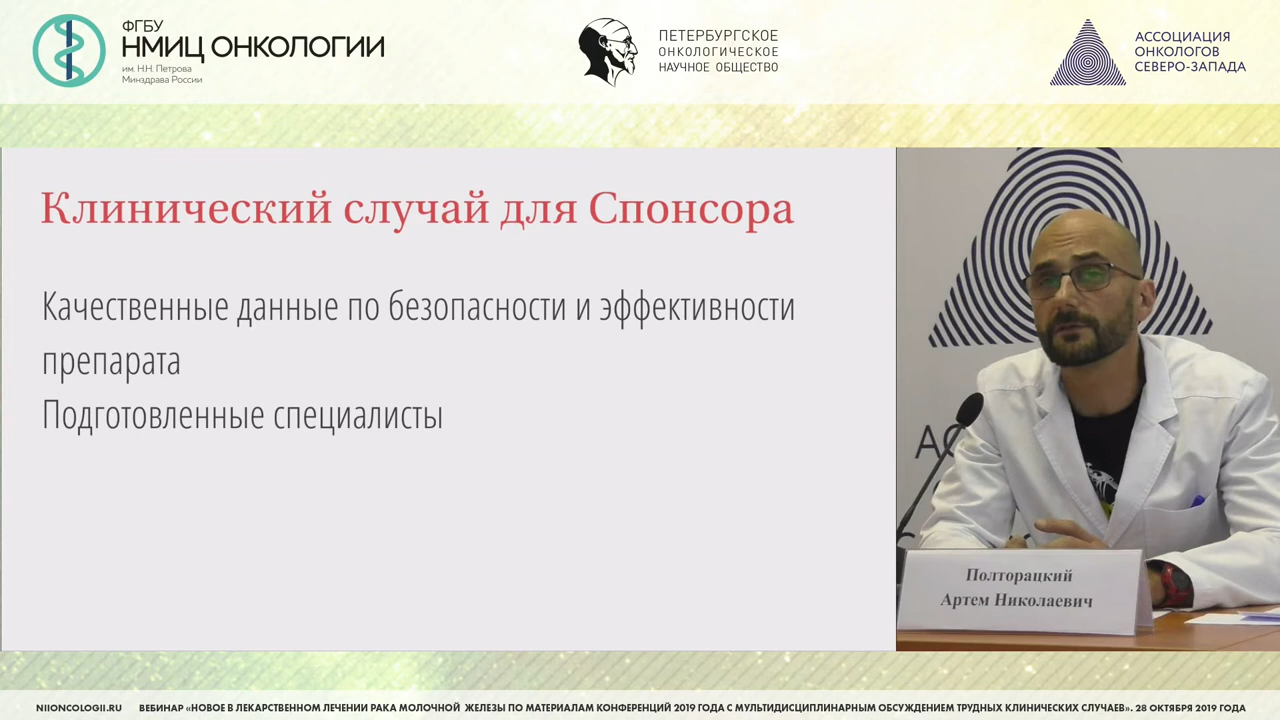 ФГБУ
НМИЦ ОНКОЛОГИИ
им. Н.Н. Петрова
Минздрава России
ПЕТЕРБУРГСКОЕ
ОНКОЛОГИЧЕСКОЕ
НАУЧНОЕ ОБЩЕСТВО
АССОЦИАЦИЯ
ОНКОЛОГОВ
СЕВЕРО-ЗАПАДА
Клинический случай для Спонсора
Качественные данные по безопасности и эффективности
препарата
Подготовленные специалисты
Полторацкий
Артем Николаевич
NIIONCOLOGII.RU ВЕБИНАР «НОВОЕ В ЛЕКАРСТВЕННОМ ЛЕЧЕНИИ РАКА МОЛОЧНОЙ ЖЕЛЕЗЫ ПО МАТЕРИАЛАМ КОНФЕРЕНЦИЙ 2019 ГОДА С МУЛЬТИДИСЦИПЛИНАРНЫМ ОБСУЖДЕНИЕМ ТРУДНЫХ КЛИНИЧЕСКИХ СЛУЧАЕВ». 28 ОКТЯБРЯ 2019 ГОДА